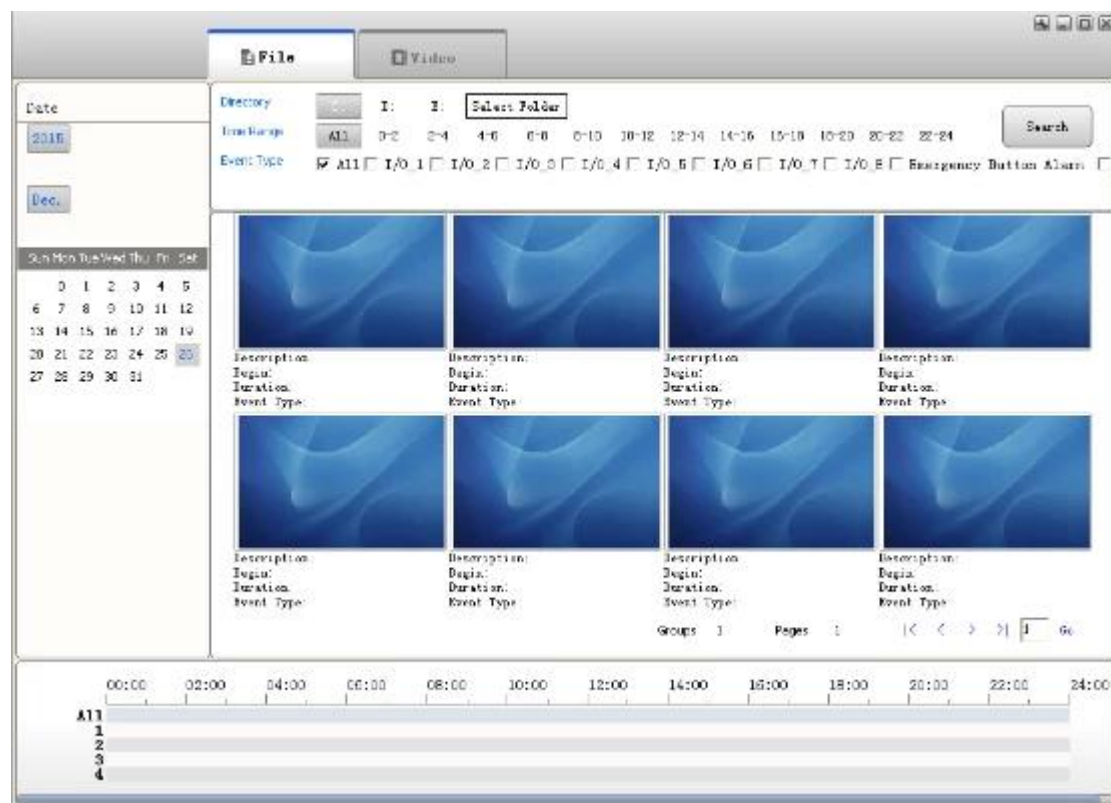 File
Video
Date
2015
Dec.
Sun Mon Tue Wed Thu Fri Sat
0 1 2 3 4 5
6 7 8 9 10 11 12
13 14 15 16 17 18 19
20 21 22 23 24 25 26
27 28 29 30 31
Directory
Select Folder
Time Range All 0-2 2-4 4-6 6-8 8-10 10-12 12-14 14-16 16-18 18-20 20-22 22-24
Event Type All I/O_1 I/O_2 I/O_3 I/O_4 I/O_5 I/O_6 I/O_7 I/O_8 Emergency Button Alarm
Search
Description: Description: Description: Description:
Begin: Begin: Begin: Begin:
Duration: Duration: Duration: Duration:
Event Type: Event Type: Event Type: Event Type:
Description: Description: Description: Description:
Begin: Begin: Begin: Begin:
Duration: Duration: Duration: Duration:
Event Type: Event Type: Event Type: Event Type:
Groups 1 Pages 1 |< < > >| 1 Go
00:00 02:00 04:00 06:00 08:00 10:00 12:00 14:00 16:00 18:00 20:00 22:00 24:00
All
1
2
3
4